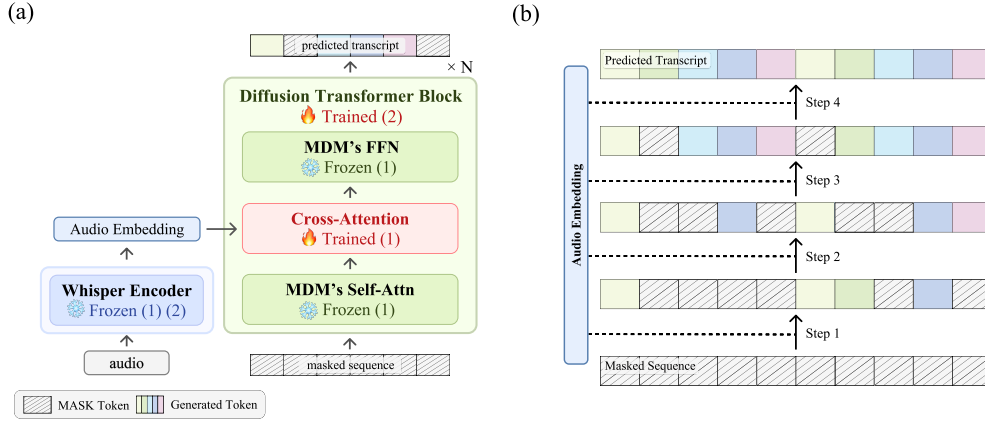 (a)
predicted transcript
× N
Diffusion Transformer Block
Trained (2)
MDM's FFN
Frozen (1)
Cross-Attention
Trained (1)
Audio Embedding
MDM's Self-Attn
Frozen (1)
Whisper Encoder
Frozen (1) (2)
audio
masked sequence
MASK Token
Generated Token
(b)
Audio Embedding
Predicted Transcript
Step 4
Step 3
Step 2
Step 1
Masked Sequence